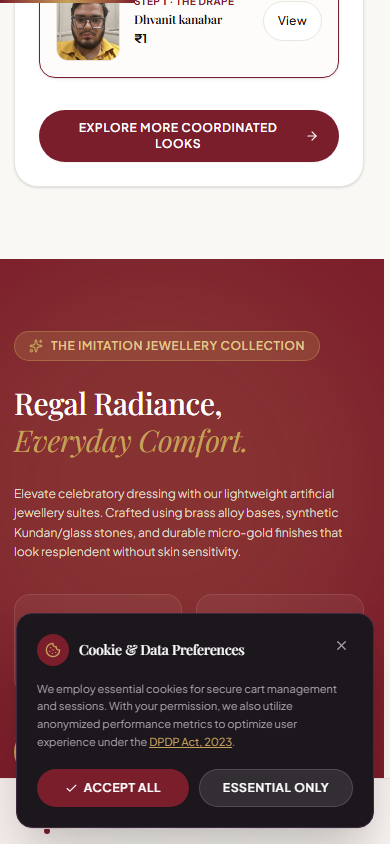 STEP 1 · THE DRAPE
Dhvanit kanabar
₹1
View
EXPLORE MORE COORDINATED
LOOKS
THE IMITATION JEWELLERY COLLECTION
Regal Radiance,
Everyday Comfort.
Elevate celebratory dressing with our lightweight artificial
jewellery suites. Crafted using brass alloy bases, synthetic
Kundan/glass stones, and durable micro-gold finishes that
look resplendent without skin sensitivity.
Cookie & Data Preferences
We employ essential cookies for secure cart management
and sessions. With your permission, we also utilize
anonymized performance metrics to optimize user
experience under the DPDP Act, 2023.
ACCEPT ALL
ESSENTIAL ONLY